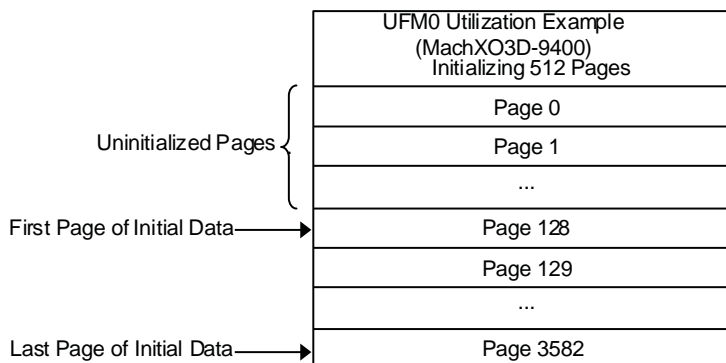 UFM0 Utilization Example
(MachXO3D-9400)
Initializing 512 Pages
Page 0
Uninitialized Pages
Page 1
...
First Page of Initial Data
Page 128
Page 129
...
Last Page of Initial Data
Page 3582